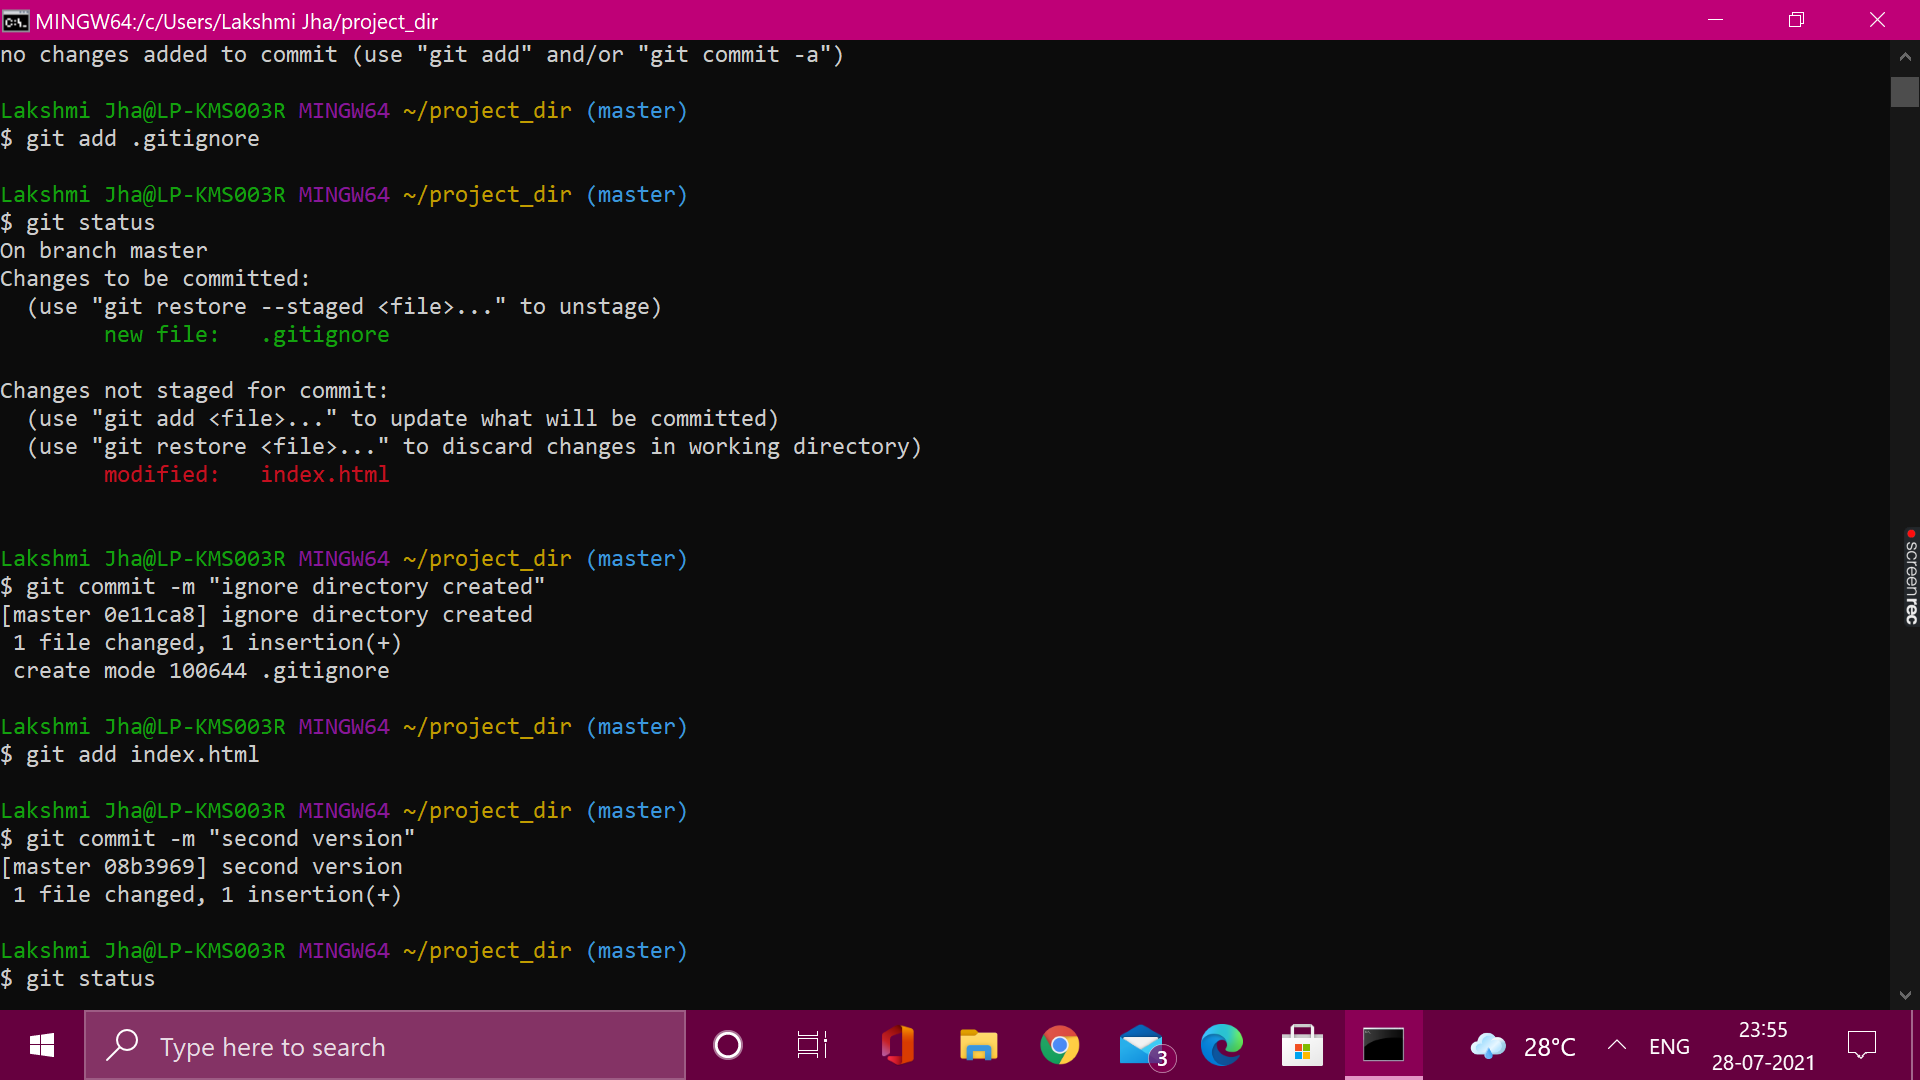 MINGW64:/c/Users/Lakshmi Jha/project_dir
no changes added to commit (use "git add" and/or "git commit -a")
Lakshmi Jha@LP-KMS003R MINGW64 ~/project_dir (master)
$ git add .gitignore
Lakshmi Jha@LP-KMS003R MINGW64 ~/project_dir (master)
$ git status
On branch master
Changes to be committed:
  (use "git restore --staged <file>..." to unstage)
        new file:   .gitignore
Changes not staged for commit:
  (use "git add <file>..." to update what will be committed)
  (use "git restore <file>..." to discard changes in working directory)
        modified:   index.html
Lakshmi Jha@LP-KMS003R MINGW64 ~/project_dir (master)
$ git commit -m "ignore directory created"
[master 0e11ca8] ignore directory created
 1 file changed, 1 insertion(+)
 create mode 100644 .gitignore
Lakshmi Jha@LP-KMS003R MINGW64 ~/project_dir (master)
$ git add index.html
Lakshmi Jha@LP-KMS003R MINGW64 ~/project_dir (master)
$ git commit -m "second version"
[master 08b3969] second version
 1 file changed, 1 insertion(+)
Lakshmi Jha@LP-KMS003R MINGW64 ~/project_dir (master)
$ git status
screenrec
Type here to search
3
28°C
ENG
23:55
28-07-2021